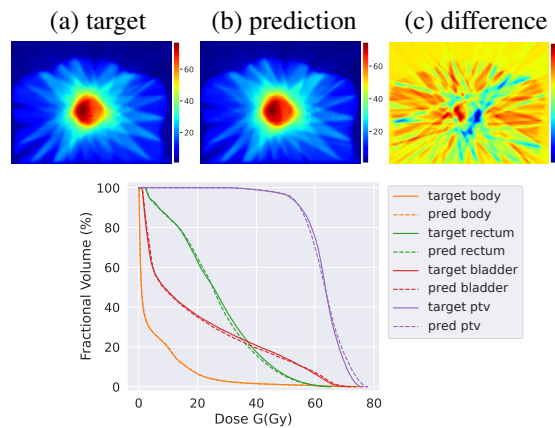 (a) target (b) prediction (c) difference
60 60
40 40
20 20
100
80
60
40
20
0
Fractional Volume (%)
0 20 40 60 80
Dose G(Gy)
target body
pred body
target rectum
pred rectum
target bladder
pred bladder
target ptv
pred ptv